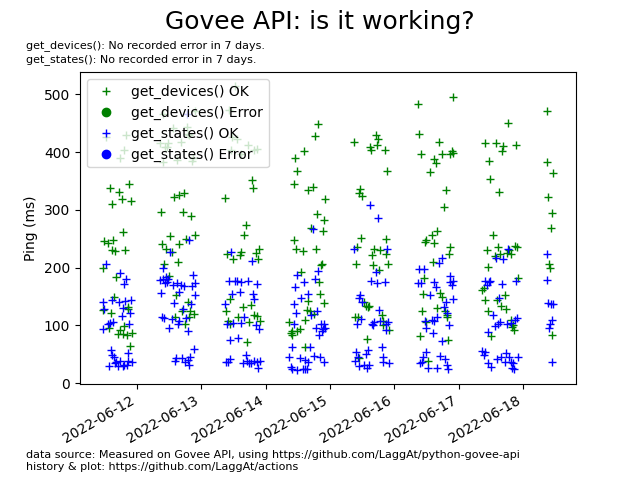 Govee API: is it working?
get_devices(): No recorded error in 7 days.
get_states(): No recorded error in 7 days.
get_devices() OK
get_devices() Error
get_states() OK
get_states() Error
Ping (ms)
500
400
300
200
100
0
2022-06-12
2022-06-13
2022-06-14
2022-06-15
2022-06-16
2022-06-17
2022-06-18
data source: Measured on Govee API, using https://github.com/LaggAt/python-govee-api
history & plot: https://github.com/LaggAt/actions